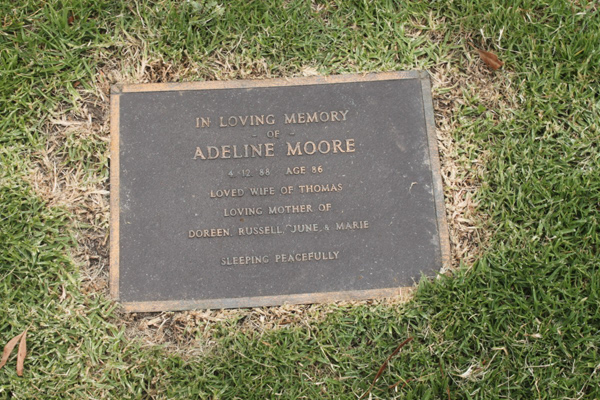 IN LOVING MEMORY
- OF -
ADELINE MOORE
4 · 12 · '88 AGE 86
LOVED WIFE OF THOMAS
LOVING MOTHER OF
DOREEN, RUSSELL, JUNE, & MARIE
SLEEPING PEACEFULLY